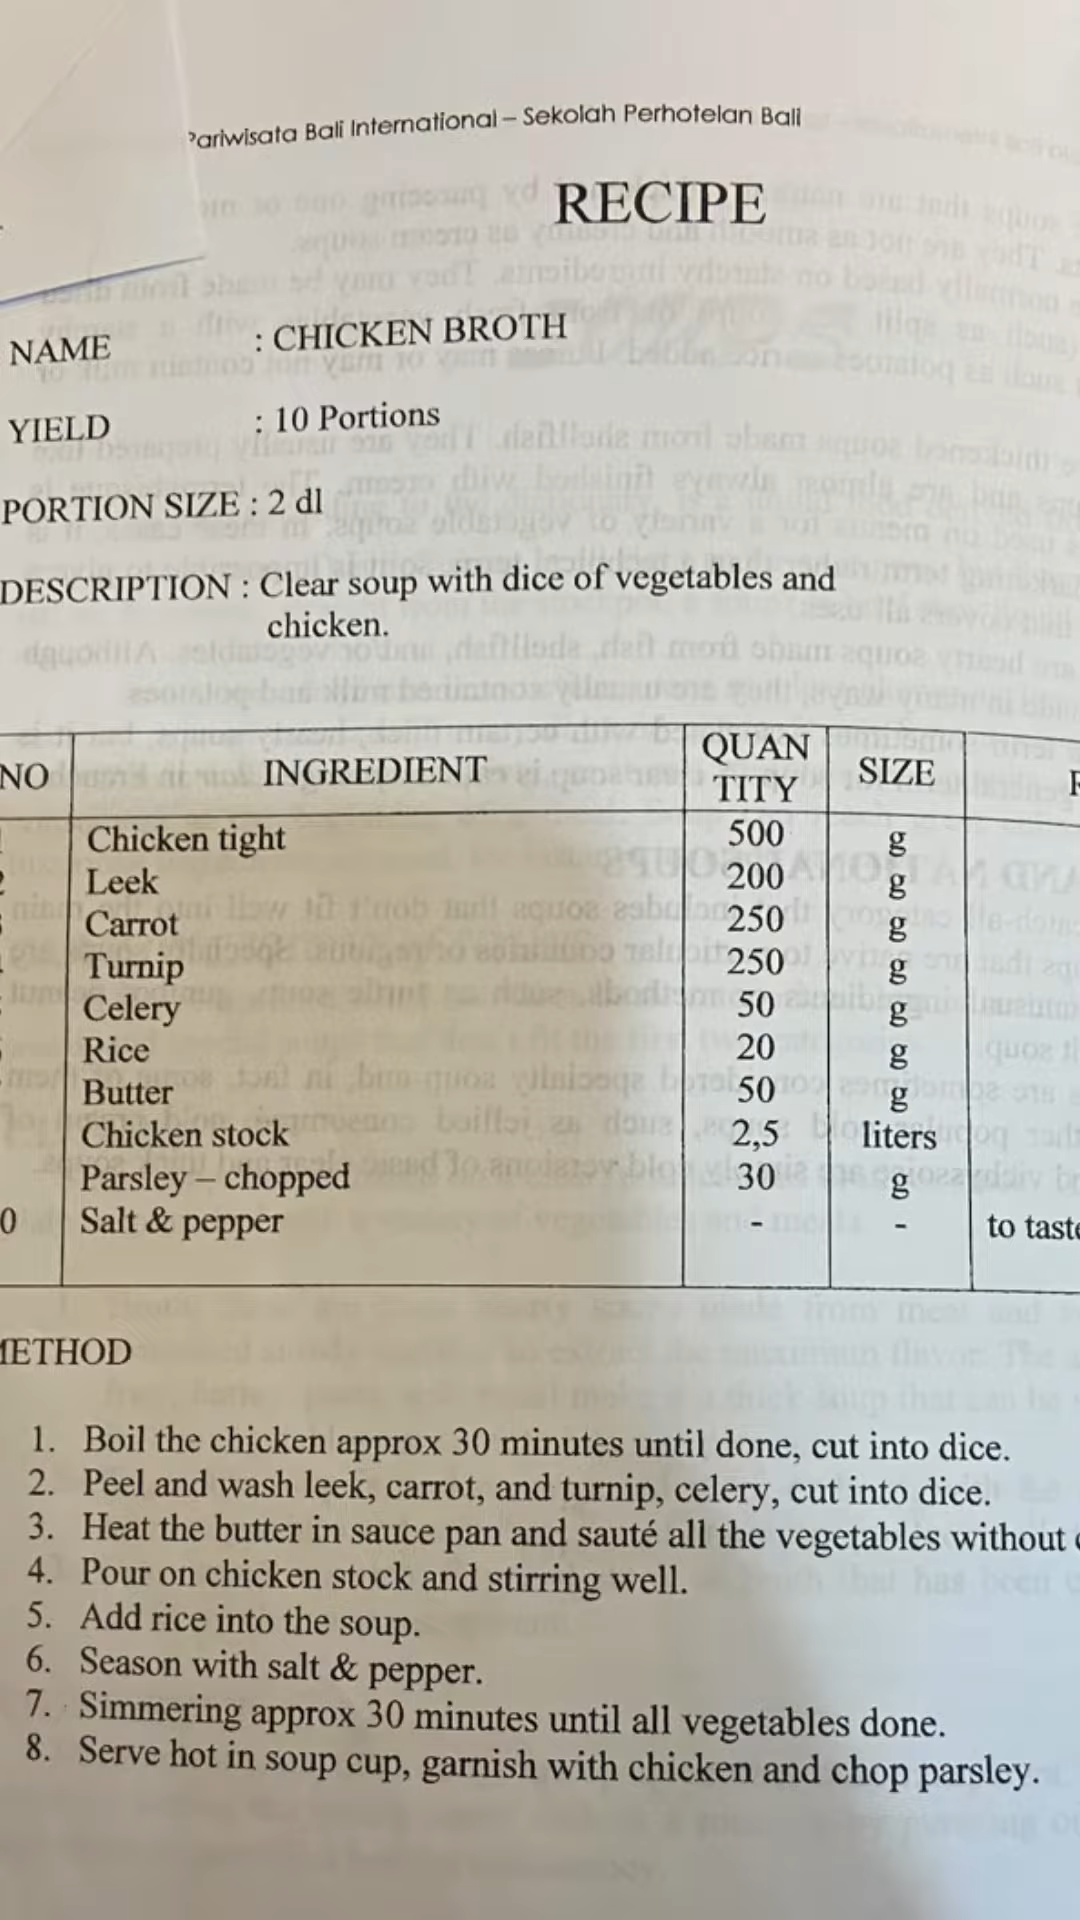 Pariwisata Bali International – Sekolah Perhotelan Bali
RECIPE
NAME : CHICKEN BROTH
YIELD : 10 Portions
PORTION SIZE : 2 dl
DESCRIPTION : Clear soup with dice of vegetables and
chicken.
NO INGREDIENT QUAN TITY SIZE
Chicken tight 500 g
Leek 200 g
Carrot 250 g
Turnip 250 g
Celery 50 g
Rice 20 g
Butter 50 g
Chicken stock 2,5 liters
Parsley – chopped 30 g
0 Salt & pepper - - to taste
METHOD
1. Boil the chicken approx 30 minutes until done, cut into dice.
2. Peel and wash leek, carrot, and turnip, celery, cut into dice.
3. Heat the butter in sauce pan and sauté all the vegetables without
4. Pour on chicken stock and stirring well.
5. Add rice into the soup.
6. Season with salt & pepper.
7. Simmering approx 30 minutes until all vegetables done.
8. Serve hot in soup cup, garnish with chicken and chop parsley.